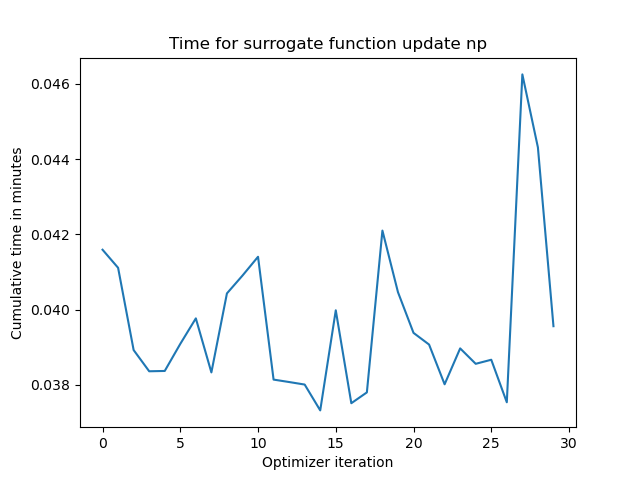 Time for surrogate function update np
0.046
0.044
0.042
0.040
0.038
Cumulative time in minutes
0 5 10 15 20 25 30
Optimizer iteration